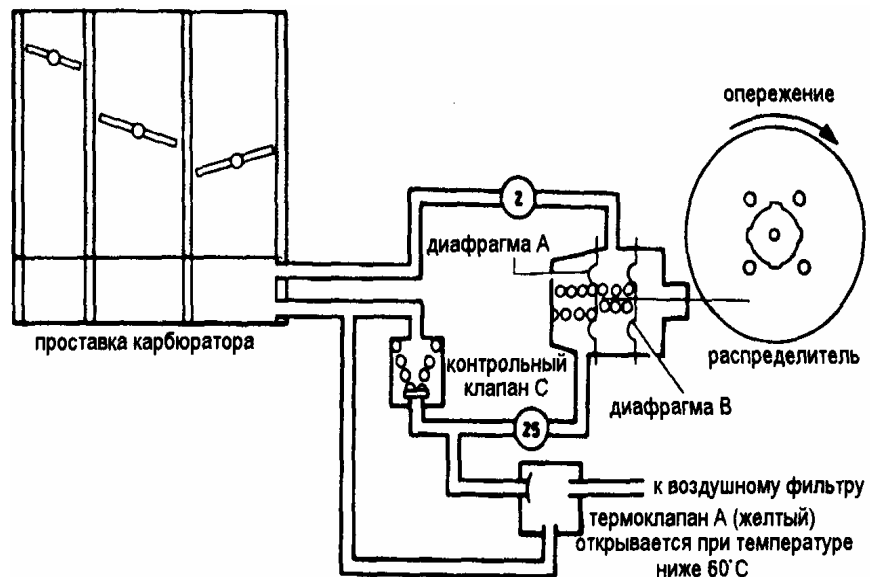 опережение
2
диафрагма А
проставка карбюратора
контрольный
клапан С
распределитель
диафрагма В
25
к воздушному фильтру
термоклапан А (желтый)
открывается при температуре
ниже 60°С